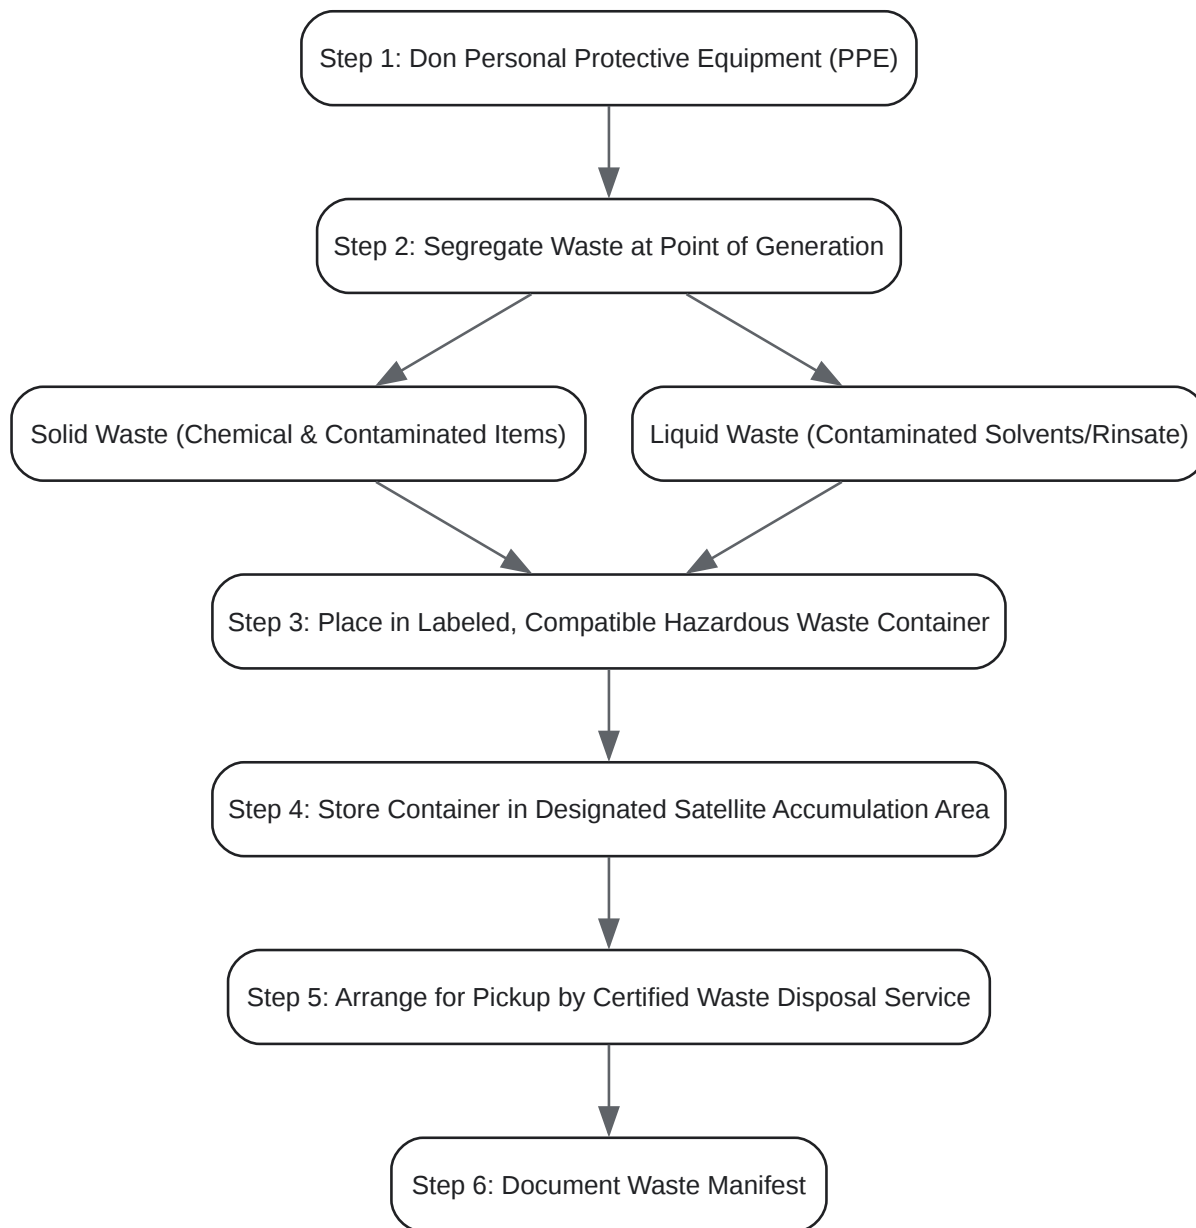 Step 1: Don Personal Protective Equipment (PPE)
Step 2: Segregate Waste at Point of Generation
Solid Waste (Chemical & Contaminated Items)
Liquid Waste (Contaminated Solvents/Rinsate)
Step 3: Place in Labeled, Compatible Hazardous Waste Container
Step 4: Store Container in Designated Satellite Accumulation Area
Step 5: Arrange for Pickup by Certified Waste Disposal Service
Step 6: Document Waste Manifest